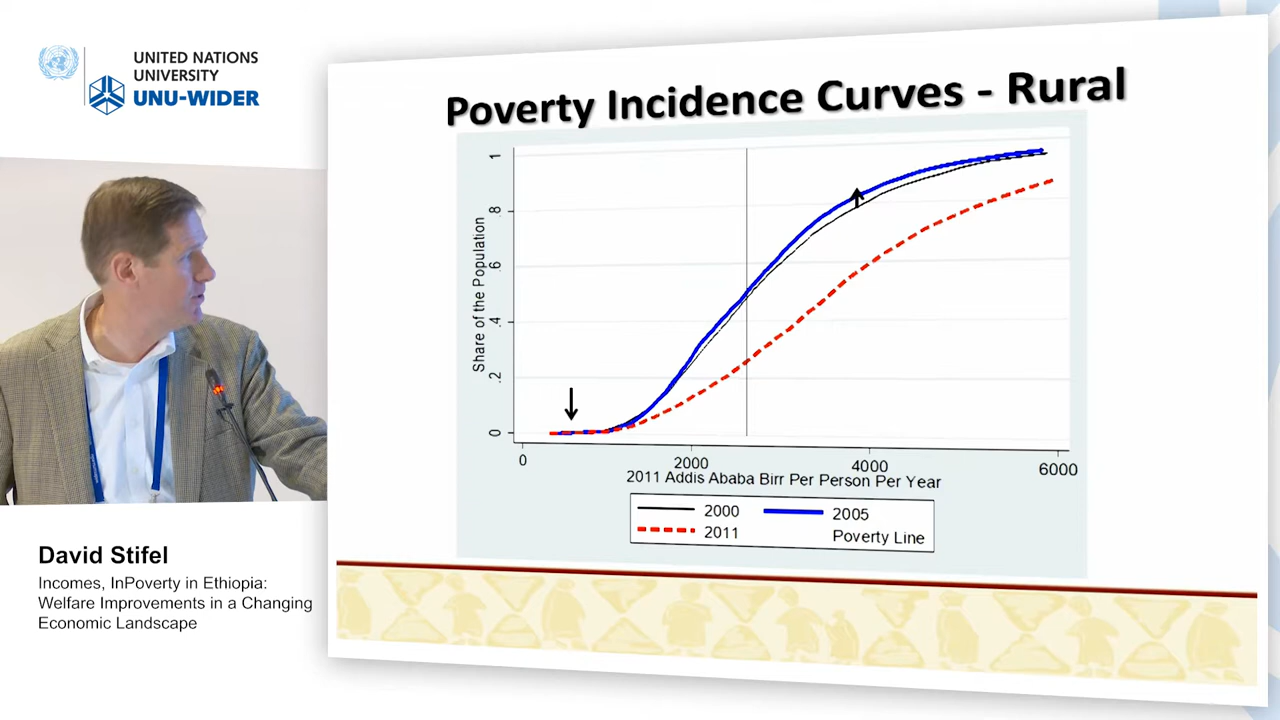 UNITED NATIONS
UNIVERSITY
UNU-WIDER
David Stifel
Incomes, InPoverty in Ethiopia:
Welfare Improvements in a Changing
Economic Landscape
Poverty Incidence Curves - Rural
Share of the Population
1
.8
.6
.4
.2
0
0 2000 4000 6000
2011 Addis Ababa Birr Per Person Per Year
2000 2005
2011 Poverty Line